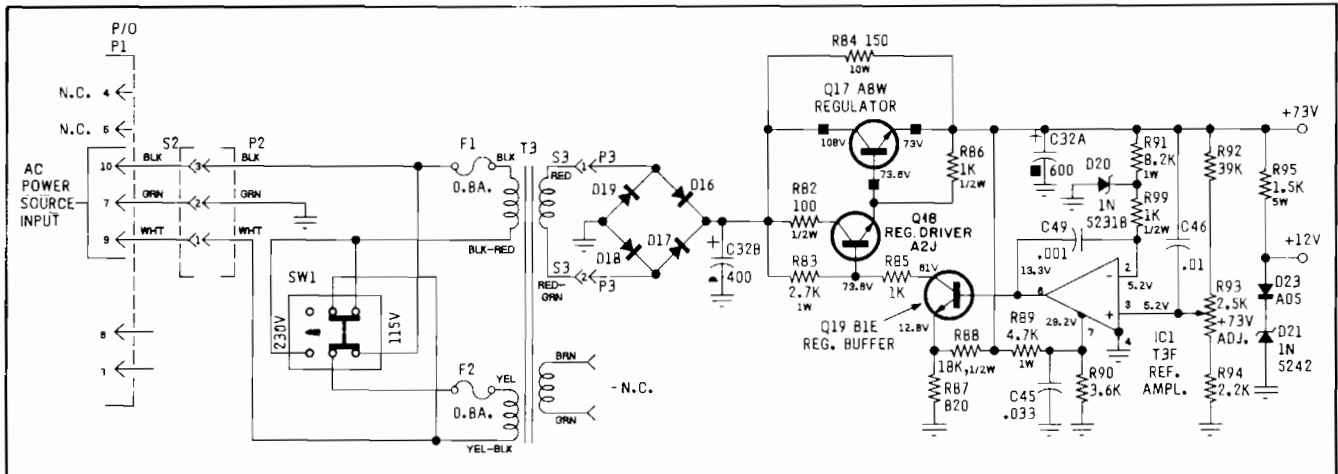 P/O
P1
N.C. 4
N.C. 5
10
7
9
8
AC
POWER
SOURCE
INPUT
S2
P2
BLK 3 BLK
GRN 2 GRN
WHT 1 WHT
SW1
230V
115V
F1
0.8A.
BLK
BLK-RED
F2
0.8A.
YEL
YEL-BLK
T3
S3
P3
RED
S3
P3
RED-
GRN
BRN
GRN
-N.C.
D19
D16
D18
D17
+
C32B
400
R84 150
10W
Q17 A8W
REGULATOR
108V
73V
73.8V
R82
100
1/2W
R83
2.7K
1W
R86
1K
1/2W
Q18
REG. DRIVER
A2J
73.8V
R85
1K
81V
12.8V
Q19 B1E
REG. BUFFER
R88
18K, 1/2W
R87
820
R89
4.7K
1W
C45
.033
R90
3.6K
+
C32A
600
D20
1N
5231B
C49
.001
13.3V
6
2
5.2V
3
5.2V
29.2V
7
4
-
+
IC1
T3F
REF.
AMPL.
R91
8.2K
1W
R99
1K
1/2W
C46
.01
R92
39K
R93
2.5K
+73V
ADJ.
R94
2.2K
+73V
R95
1.5K
5W
+12V
D23
A05
D21
1N
5242